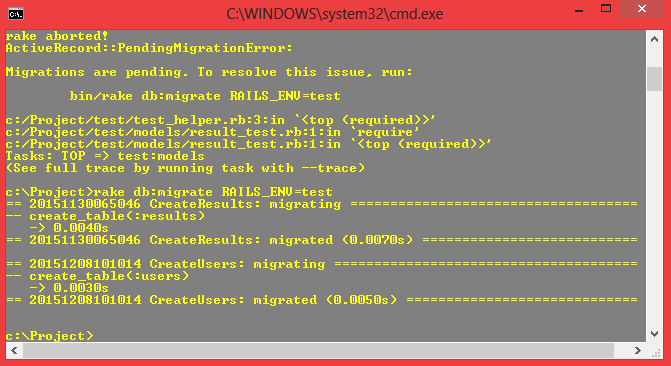 C:\WINDOWS\system32\cmd.exe
rake aborted!
ActiveRecord::PendingMigrationError:
Migrations are pending. To resolve this issue, run:
bin/rake db:migrate RAILS_ENV=test
c:/Project/test/test_helper.rb:3:in `<top (required)>'
c:/Project/test/models/result_test.rb:1:in `require'
c:/Project/test/models/result_test.rb:1:in `<top (required)>'
Tasks: TOP => test:models
(See full trace by running task with --trace)
c:\Project>rake db:migrate RAILS_ENV=test
== 20151130065046 CreateResults: migrating ====================================
-- create_table(:results)
-> 0.0040s
== 20151130065046 CreateResults: migrated (0.0070s) ===========================
== 20151208101014 CreateUsers: migrating ======================================
-- create_table(:users)
-> 0.0030s
== 20151208101014 CreateUsers: migrated (0.0050s) =============================
c:\Project>